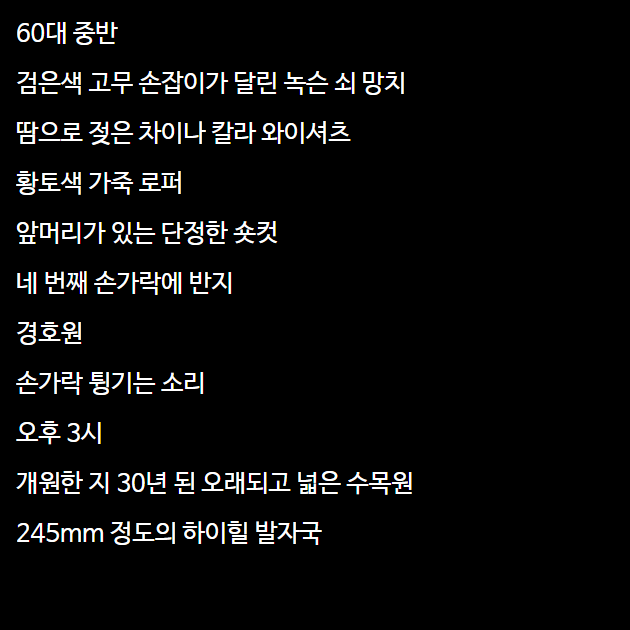 60대 중반
검은색 고무 손잡이가 달린 녹슨 쇠 망치
땀으로 젖은 차이나 칼라 와이셔츠
황토색 가죽 로퍼
앞머리가 있는 단정한 숏컷
네 번째 손가락에 반지
경호원
손가락 튕기는 소리
오후 3시
개원한 지 30년 된 오래되고 넓은 수목원
245mm 정도의 하이힐 발자국